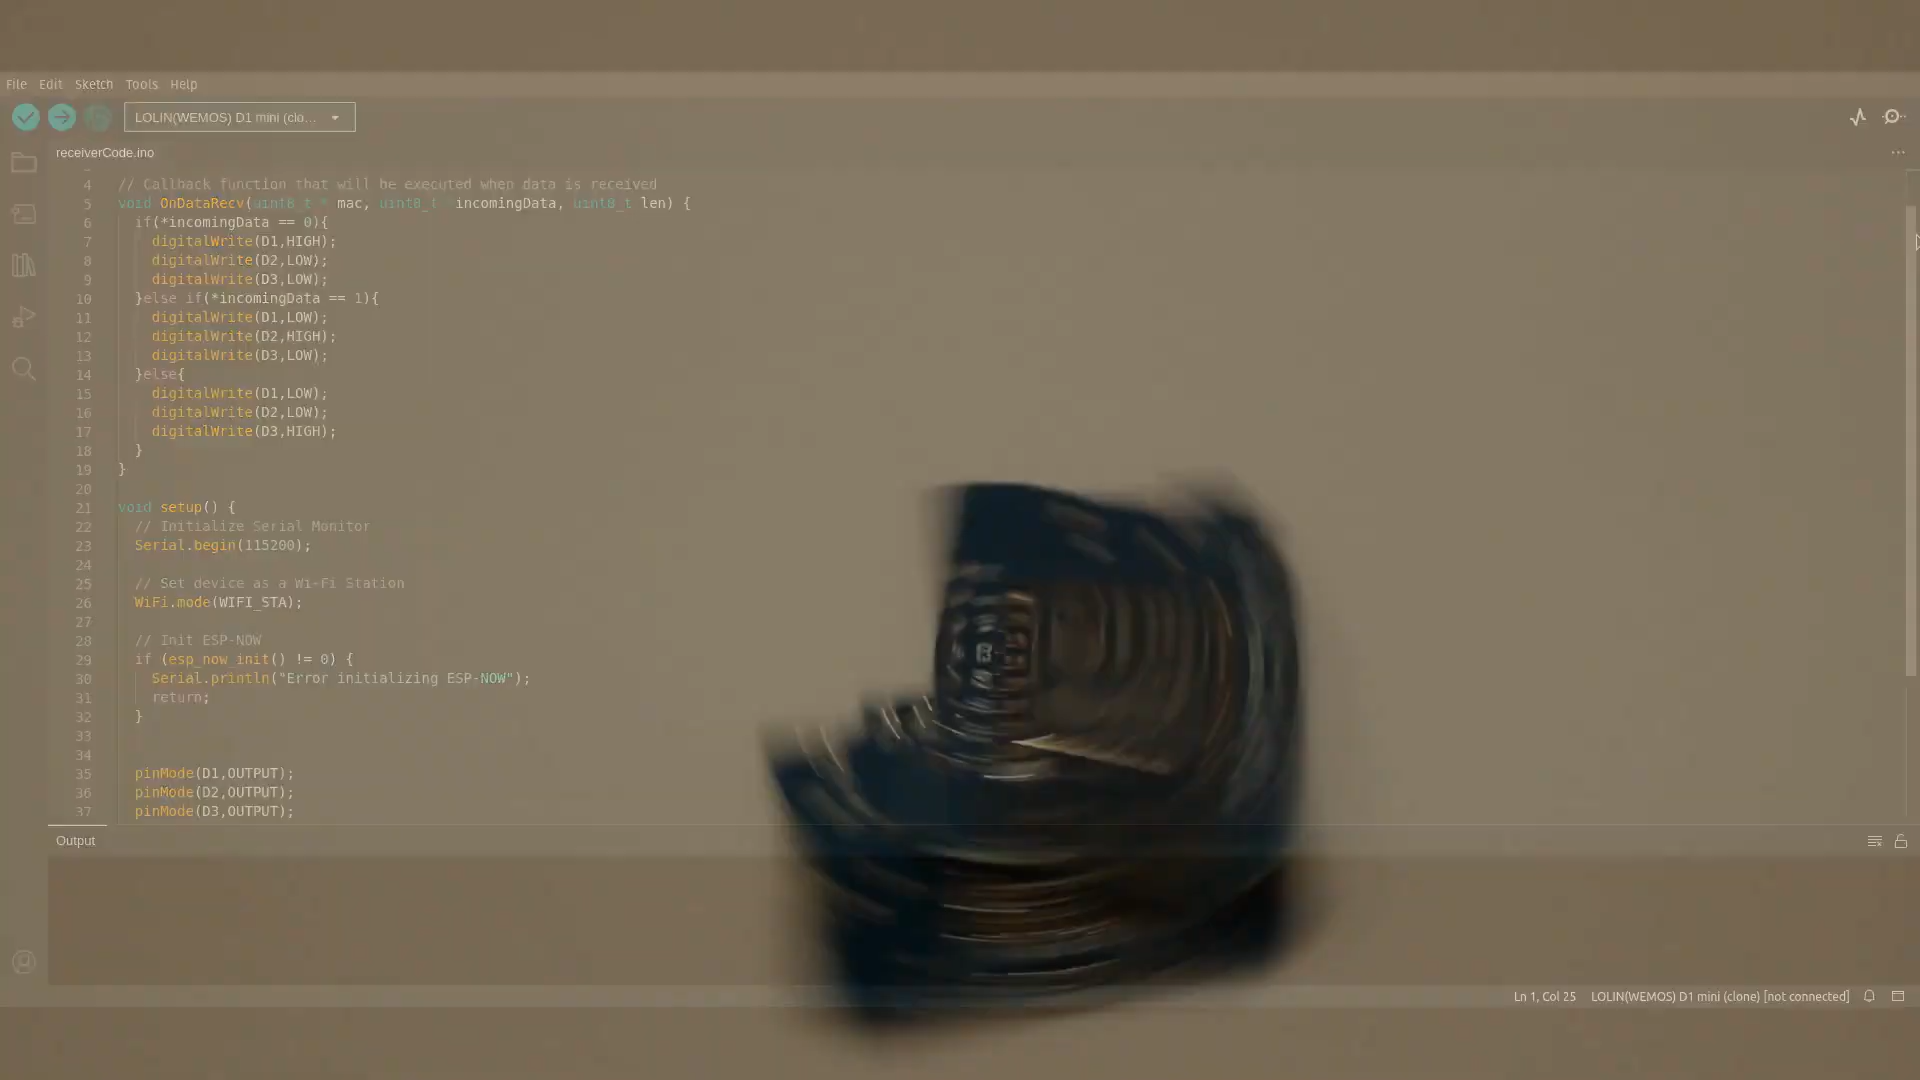 File Edit Sketch Tools Help
LOLIN(WEMOS) D1 mini (clo...
receiverCode.ino
4 // Callback function that will be executed when data is received
5 void OnDataRecv(uint8_t * mac, uint8_t *incomingData, uint8_t len) {
6 if(*incomingData == 0){
7 digitalWrite(D1,HIGH);
8 digitalWrite(D2,LOW);
9 digitalWrite(D3,LOW);
10 }else if(*incomingData == 1){
11 digitalWrite(D1,LOW);
12 digitalWrite(D2,HIGH);
13 digitalWrite(D3,LOW);
14 }else{
15 digitalWrite(D1,LOW);
16 digitalWrite(D2,LOW);
17 digitalWrite(D3,HIGH);
18 }
19 }
20
21 void setup() {
22 // Initialize Serial Monitor
23 Serial.begin(115200);
24
25 // Set device as a Wi-Fi Station
26 WiFi.mode(WIFI_STA);
27
28 // Init ESP-NOW
29 if (esp_now_init() != 0) {
30 Serial.println("Error initializing ESP-NOW");
31 return;
32 }
33
34
35 pinMode(D1,OUTPUT);
36 pinMode(D2,OUTPUT);
37 pinMode(D3,OUTPUT);
Output
Ln 1, Col 25 LOLIN(WEMOS) D1 mini (clone) [not connected]